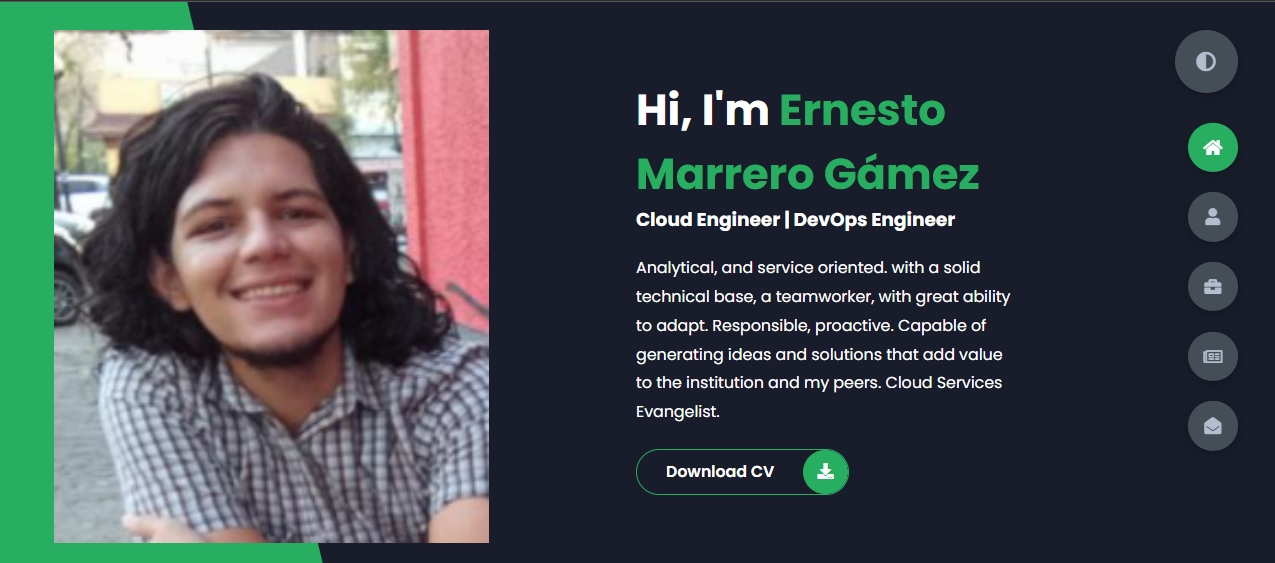 Hi, I'm Ernesto
Marrero Gámez
Cloud Engineer | DevOps Engineer
Analytical, and service oriented. with a solid
technical base, a teamworker, with great ability
to adapt. Responsible, proactive. Capable of
generating ideas and solutions that add value
to the institution and my peers. Cloud Services
Evangelist.
Download CV